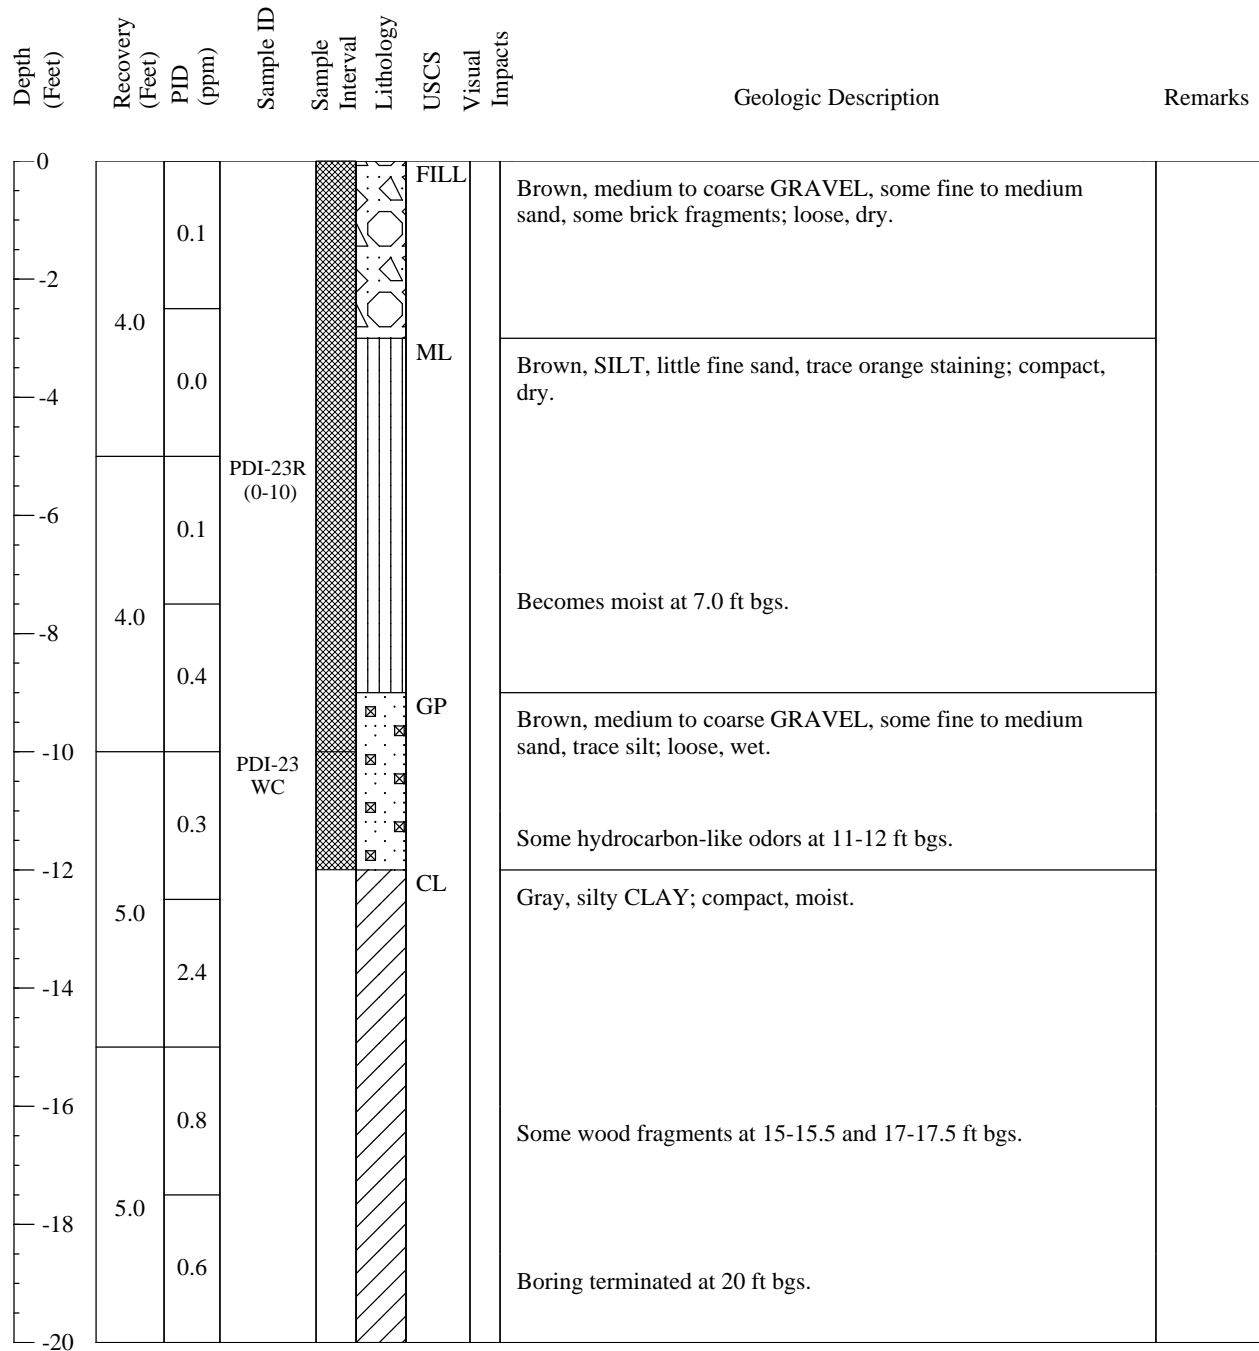 Depth
(Feet)
Recovery
(Feet)
PID
(ppm)
Sample ID
Sample
Interval
Lithology
USCS
Visual
Impacts
Geologic Description
Remarks
0
FILL
Brown, medium to coarse GRAVEL, some fine to medium
sand, some brick fragments; loose, dry.
0.1
-2
4.0
ML
Brown, SILT, little fine sand, trace orange staining; compact,
dry.
0.0
-4
PDI-23R
(0-10)
-6
0.1
Becomes moist at 7.0 ft bgs.
4.0
-8
0.4
GP
Brown, medium to coarse GRAVEL, some fine to medium
sand, trace silt; loose, wet.
-10
PDI-23
WC
0.3
Some hydrocarbon-like odors at 11-12 ft bgs.
-12
CL
Gray, silty CLAY; compact, moist.
5.0
2.4
-14
-16
0.8
Some wood fragments at 15-15.5 and 17-17.5 ft bgs.
5.0
-18
0.6
Boring terminated at 20 ft bgs.
-20